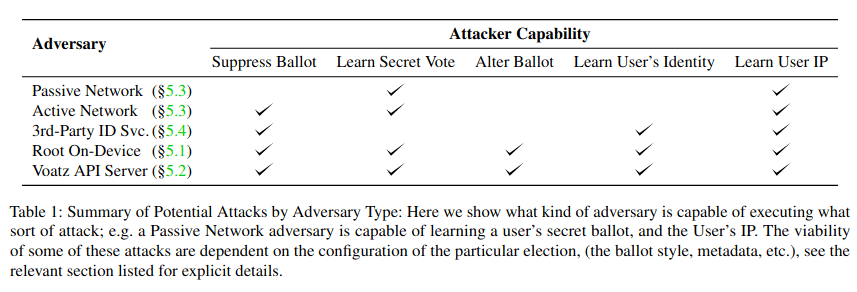 Adversary Attacker Capability
Suppress Ballot Learn Secret Vote Alter Ballot Learn User's Identity Learn User IP
Passive Network (§5.3) ✓ ✓
Active Network (§5.3) ✓ ✓ ✓
3rd-Party ID Svc. (§5.4) ✓ ✓ ✓
Root On-Device (§5.1) ✓ ✓ ✓ ✓ ✓
Voatz API Server (§5.2) ✓ ✓ ✓ ✓ ✓
Table 1: Summary of Potential Attacks by Adversary Type: Here we show what kind of adversary is capable of executing what
sort of attack; e.g. a Passive Network adversary is capable of learning a user's secret ballot, and the User's IP. The viability
of some of these attacks are dependent on the configuration of the particular election, (the ballot style, metadata, etc.), see the
relevant section listed for explicit details.